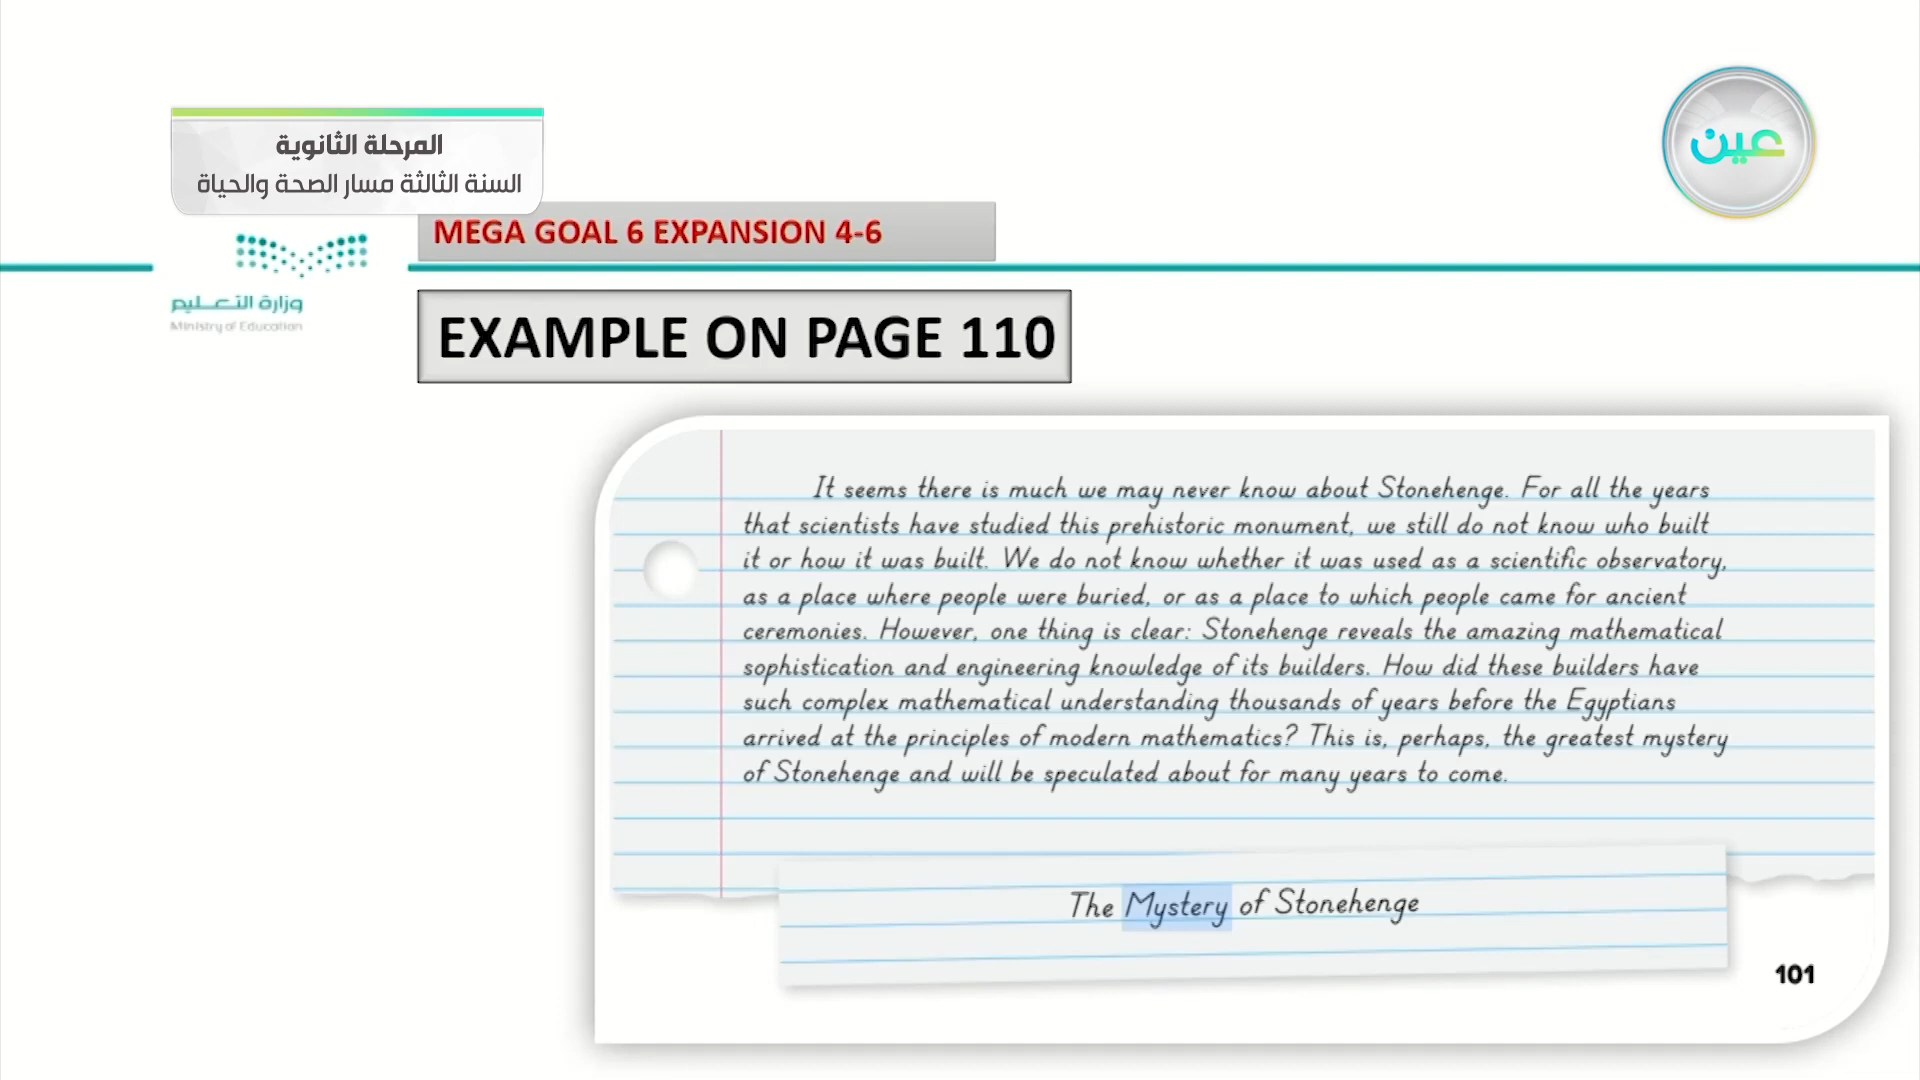 المرحلة الثانوية
السنة الثالثة مسار الصحة والحياة
عين
MEGA GOAL 6 EXPANSION 4-6
وزارة التعليم
Ministry of Education
EXAMPLE ON PAGE 110
It seems there is much we may never know about Stonehenge. For all the years
that scientists have studied this prehistoric monument, we still do not know who built
it or how it was built. We do not know whether it was used as a scientific observatory,
as a place where people were buried, or as a place to which people came for ancient
ceremonies. However, one thing is clear: Stonehenge reveals the amazing mathematical
sophistication and engineering knowledge of its builders. How did these builders have
such complex mathematical understanding thousands of years before the Egyptians
arrived at the principles of modern mathematics? This is, perhaps, the greatest mystery
of Stonehenge and will be speculated about for many years to come.
The Mystery of Stonehenge
101